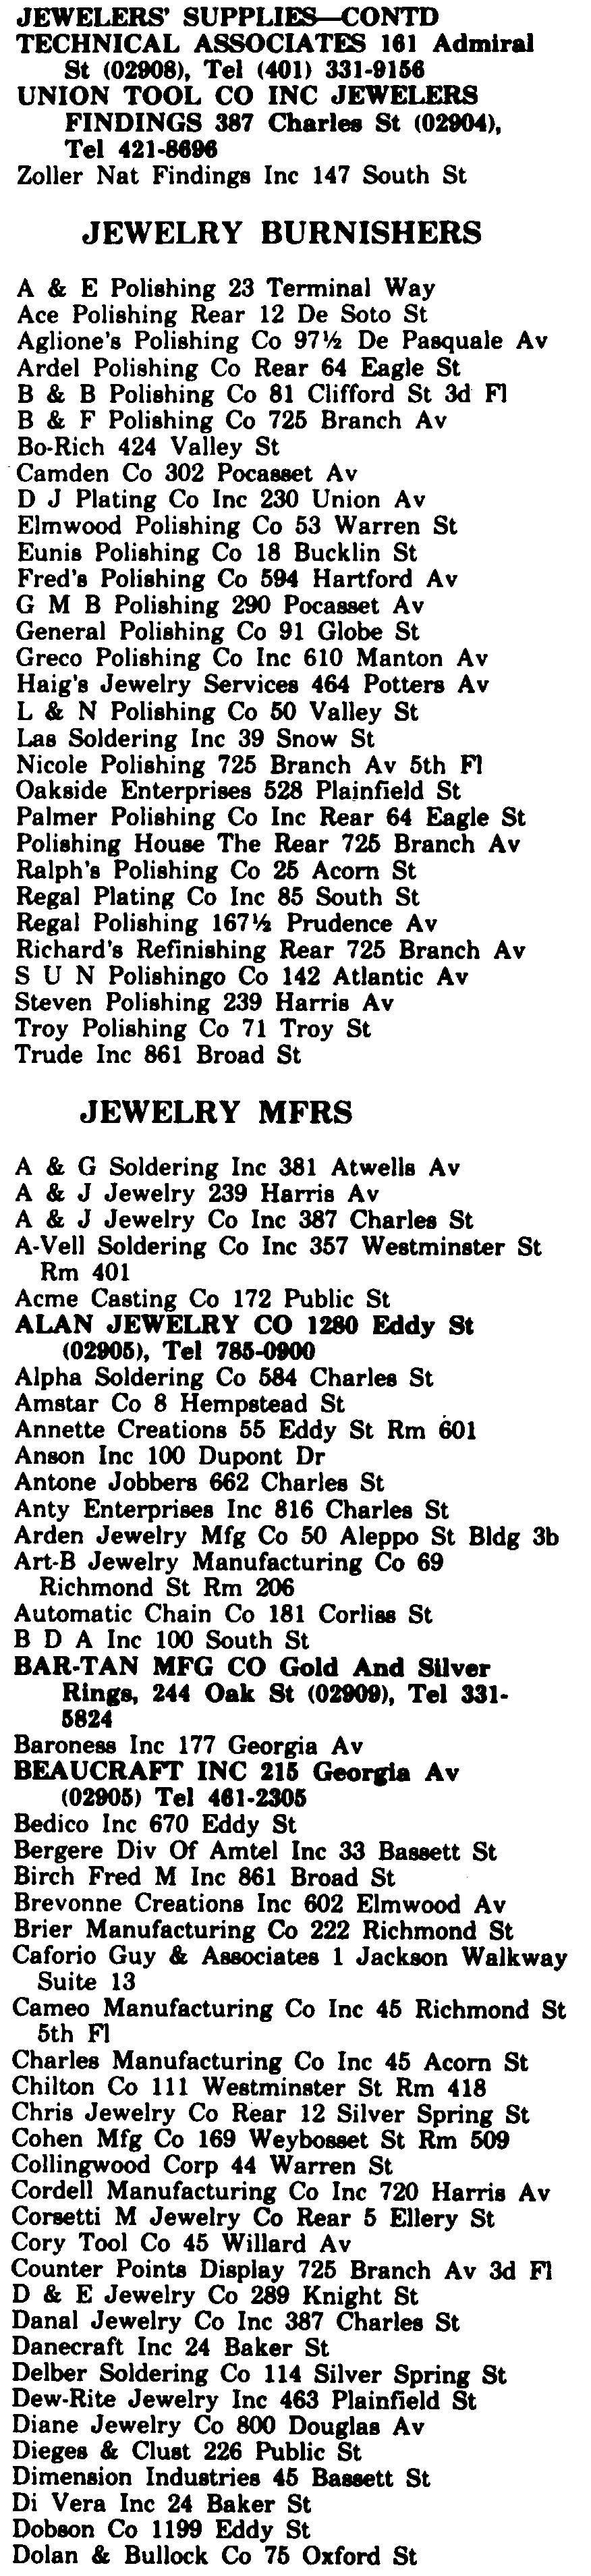 JEWELERS' SUPPLIES—CONTD
TECHNICAL ASSOCIATES 161 Admiral
St (02908), Tel (401) 331-9156
UNION TOOL CO INC JEWELERS
FINDINGS 387 Charles St (02904),
Tel 421-8696
Zoller Nat Findings Inc 147 South St
JEWELRY BURNISHERS
A & E Polishing 23 Terminal Way
Ace Polishing Rear 12 De Soto St
Aglione's Polishing Co 97½ De Pasquale Av
Ardel Polishing Co Rear 64 Eagle St
B & B Polishing Co 81 Clifford St 3d Fl
B & F Polishing Co 725 Branch Av
Bo-Rich 424 Valley St
Camden Co 302 Pocasset Av
D J Plating Co Inc 230 Union Av
Elmwood Polishing Co 53 Warren St
Eunis Polishing Co 18 Bucklin St
Fred's Polishing Co 594 Hartford Av
G M B Polishing 290 Pocasset Av
General Polishing Co 91 Globe St
Greco Polishing Co Inc 610 Manton Av
Haig's Jewelry Services 464 Potters Av
L & N Polishing Co 50 Valley St
Las Soldering Inc 39 Snow St
Nicole Polishing 725 Branch Av 5th Fl
Oakside Enterprises 528 Plainfield St
Palmer Polishing Co Inc Rear 64 Eagle St
Polishing House The Rear 725 Branch Av
Ralph's Polishing Co 25 Acorn St
Regal Plating Co Inc 85 South St
Regal Polishing 167½ Prudence Av
Richard's Refinishing Rear 725 Branch Av
S U N Polishingo Co 142 Atlantic Av
Steven Polishing 239 Harris Av
Troy Polishing Co 71 Troy St
Trude Inc 861 Broad St
JEWELRY MFRS
A & G Soldering Inc 381 Atwells Av
A & J Jewelry 239 Harris Av
A & J Jewelry Co Inc 387 Charles St
A-Vell Soldering Co Inc 357 Westminster St
Rm 401
Acme Casting Co 172 Public St
ALAN JEWELRY CO 1280 Eddy St
(02905), Tel 785-0900
Alpha Soldering Co 584 Charles St
Amstar Co 8 Hempstead St
Annette Creations 55 Eddy St Rm 601
Anson Inc 100 Dupont Dr
Antone Jobbers 662 Charles St
Anty Enterprises Inc 816 Charles St
Arden Jewelry Mfg Co 50 Aleppo St Bldg 3b
Art-B Jewelry Manufacturing Co 69
Richmond St Rm 206
Automatic Chain Co 181 Corliss St
B D A Inc 100 South St
BAR-TAN MFG CO Gold And Silver
Rings, 244 Oak St (02909), Tel 331-
5824
Baroness Inc 177 Georgia Av
BEAUCRAFT INC 215 Georgia Av
(02905) Tel 461-2305
Bedico Inc 670 Eddy St
Bergere Div Of Amtel Inc 33 Bassett St
Birch Fred M Inc 861 Broad St
Brevonne Creations Inc 602 Elmwood Av
Brier Manufacturing Co 222 Richmond St
Caforio Guy & Associates 1 Jackson Walkway
Suite 13
Cameo Manufacturing Co Inc 45 Richmond St
5th Fl
Charles Manufacturing Co Inc 45 Acorn St
Chilton Co 111 Westminster St Rm 418
Chris Jewelry Co Rear 12 Silver Spring St
Cohen Mfg Co 169 Weybosset St Rm 509
Collingwood Corp 44 Warren St
Cordell Manufacturing Co Inc 720 Harris Av
Corsetti M Jewelry Co Rear 5 Ellery St
Cory Tool Co 45 Willard Av
Counter Points Display 725 Branch Av 3d Fl
D & E Jewelry Co 289 Knight St
Danal Jewelry Co Inc 387 Charles St
Danecraft Inc 24 Baker St
Delber Soldering Co 114 Silver Spring St
Dew-Rite Jewelry Inc 463 Plainfield St
Diane Jewelry Co 800 Douglas Av
Dieges & Clust 226 Public St
Dimension Industries 45 Bassett St
Di Vera Inc 24 Baker St
Dobson Co 1199 Eddy St
Dolan & Bullock Co 75 Oxford St